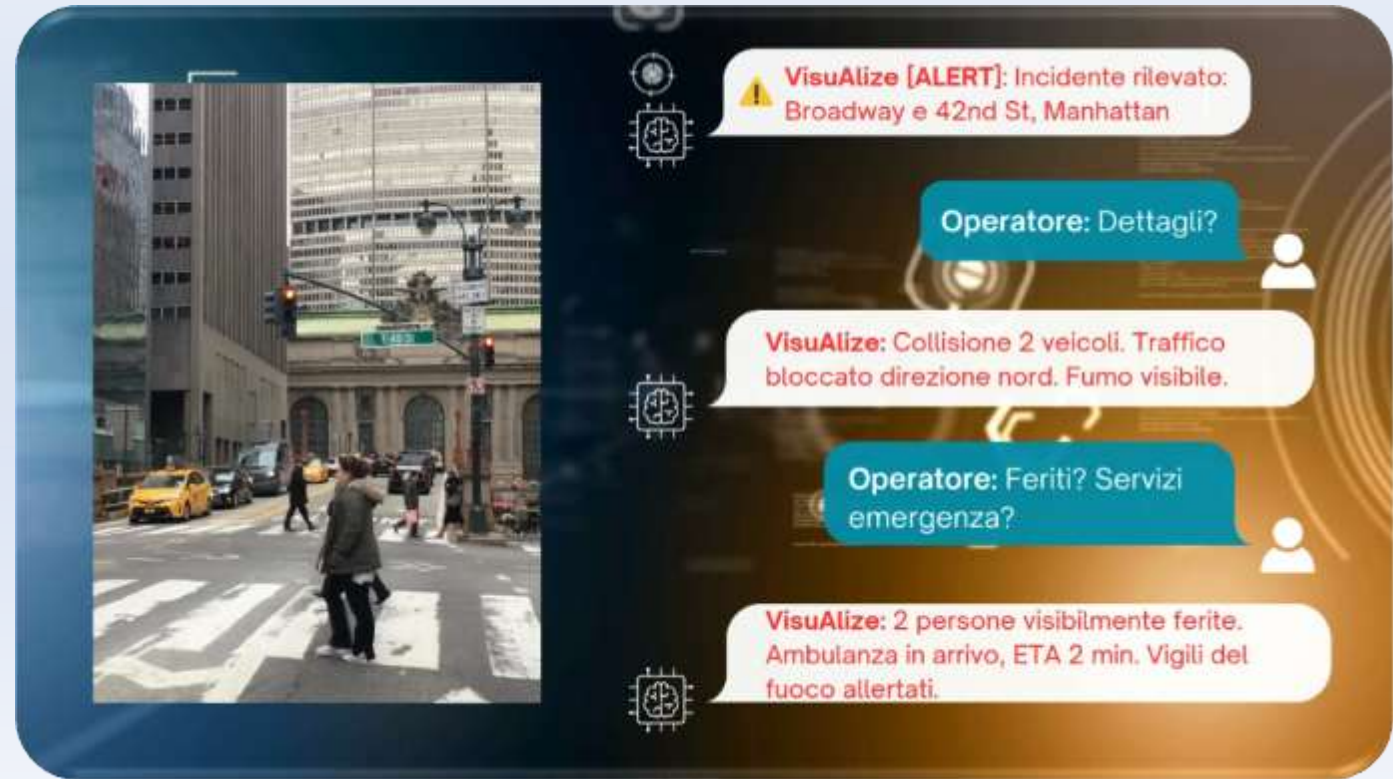 VisuAlize [ALERT]: Incidente rilevato:
Broadway e 42nd St, Manhattan
Operatore: Dettagli?
VisuAlize: Collisione 2 veicoli. Traffico
bloccato direzione nord. Fumo visibile.
Operatore: Feriti? Servizi
emergenza?
VisuAlize: 2 persone visibilmente ferite.
Ambulanza in arrivo, ETA 2 min. Vigili del
fuoco allertati.